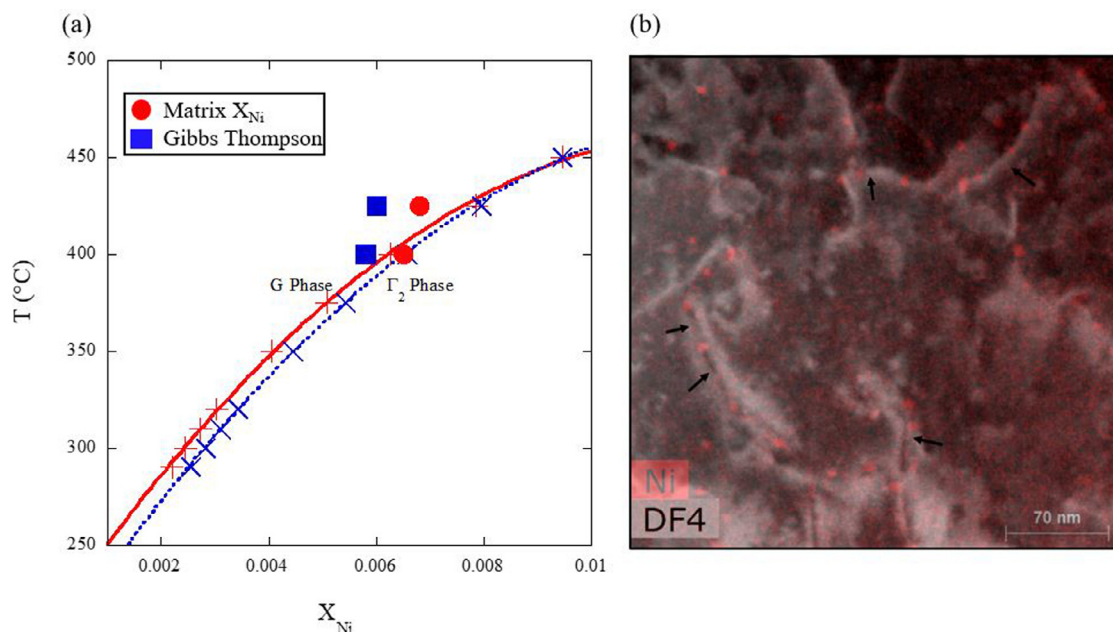 (a)
(b)
500
450
400
350
300
250
T (°C)
Matrix X_Ni
Gibbs Thompson
G Phase
Γ₂ Phase
0.002
0.004
0.006
0.008
0.01
X_Ni
Ni
DF4
70 nm